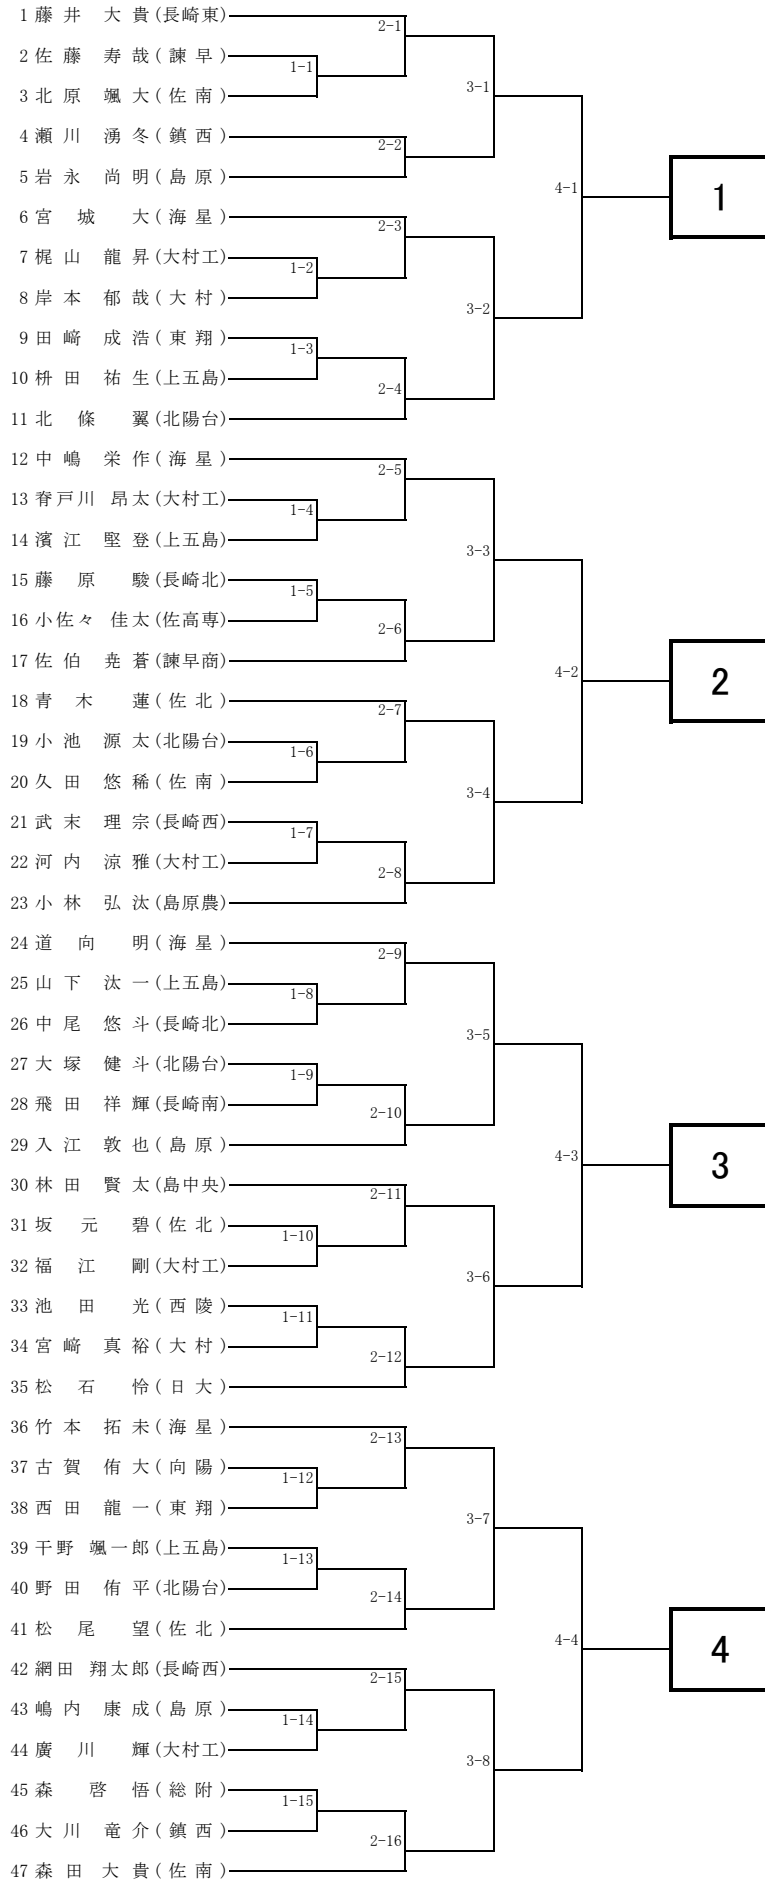 1 藤井 大貴(長崎東)
2-1
2 佐藤 寿哉(諫早)
1-1
3-1
3 北原 颯大(佐南)
4 瀬川 湧冬(鎮西)
2-2
5 岩永 尚明(島原)
4-1
1
6 宮城 大(海星)
2-3
7 梶山 龍昇(大村工)
1-2
8 岸本 郁哉(大村)
3-2
9 田﨑 成浩(東翔)
1-3
10 枡田 祐生(上五島)
2-4
11 北條 翼(北陽台)
12 中嶋 栄作(海星)
2-5
13 脊戸川 昂太(大村工)
1-4
14 濱江 堅登(上五島)
3-3
15 藤原 駿(長崎北)
1-5
16 小佐々 佳太(佐高専)
2-6
17 佐伯 尭蒼(諫早商)
4-2
2
18 青木 蓮(佐北)
2-7
19 小池 源太(北陽台)
1-6
20 久田 悠稀(佐南)
3-4
21 武末 理宗(長崎西)
1-7
22 河内 涼雅(大村工)
2-8
23 小林 弘汰(島原農)
24 道向 明(海星)
2-9
25 山下 汰一(上五島)
1-8
26 中尾 悠斗(長崎北)
3-5
27 大塚 健斗(北陽台)
1-9
28 飛田 祥輝(長崎南)
2-10
29 入江 敦也(島原)
4-3
3
30 林田 賢太(島中央)
2-11
31 坂元 碧(佐北)
1-10
32 福江 剛(大村工)
3-6
33 池田 光(西陵)
1-11
34 宮﨑 真裕(大村)
2-12
35 松石 怜(日大)
36 竹本 拓未(海星)
2-13
37 古賀 侑大(向陽)
1-12
38 西田 龍一(東翔)
3-7
39 干野 颯一郎(上五島)
1-13
40 野田 侑平(北陽台)
2-14
41 松尾 望(佐北)
4-4
4
42 網田 翔太郎(長崎西)
2-15
43 嶋内 康成(島原)
1-14
44 廣川 輝(大村工)
3-8
45 森 啓悟(総附)
1-15
46 大川 竜介(鎮西)
2-16
47 森田 大貴(佐南)